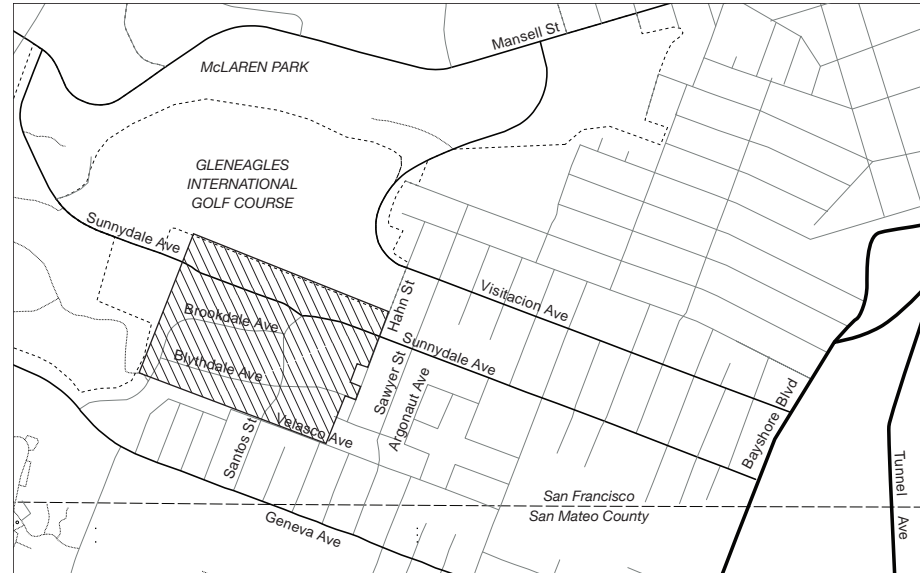 Mansell St
McLAREN PARK
GLENEAGLES
INTERNATIONAL
GOLF COURSE
Sunnydale Ave
Visitacion Ave
Hahn St
Brookdale Ave
Sunnydale Ave
Blythdale Ave
Sawyer St
Argonaut Ave
Bayshore Blvd
Velasco Ave
Santos St
Tunnel Ave
San Francisco
San Mateo County
Geneva Ave